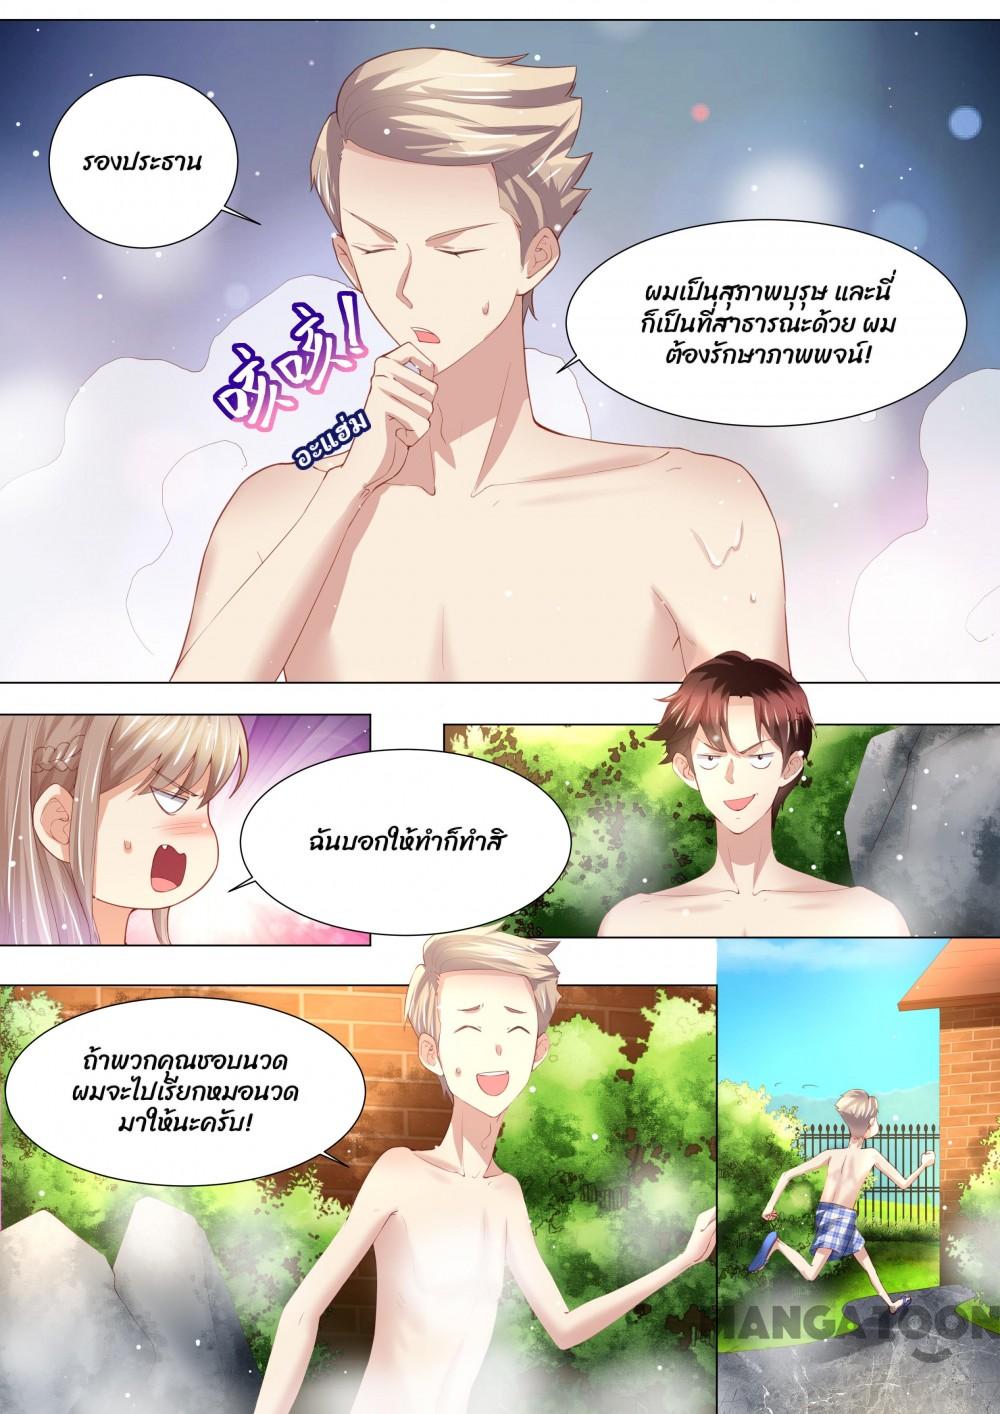 รองประธาน
ผมเป็นสุภาพบุรุษ และนี่
ก็เป็นที่สาธารณะด้วย ผม
ต้องรักษาภาพพจน์!
咳咳!
อะแฮ่ม
ฉันบอกให้ทำก็ทำสิ
ถ้าพวกคุณชอบนวด
ผมจะไปเรียกหมอนวด
มาให้นะครับ!
MANGATOON